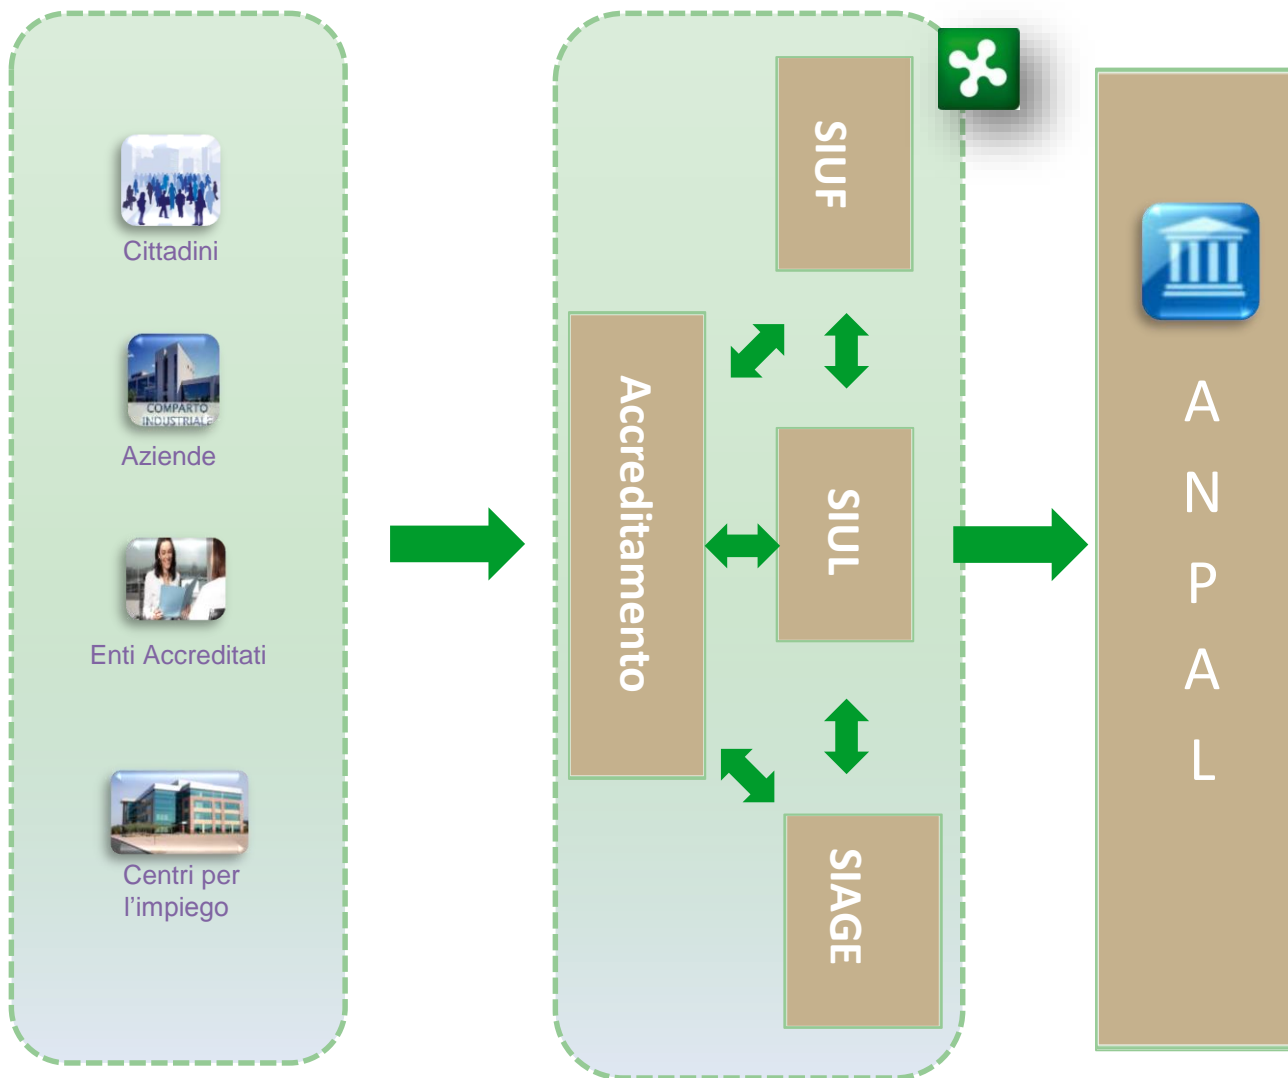 Cittadini
COMPARTO
INDUSTRIALE
Aziende
Enti Accreditati
Centri per
l'impiego
Accreditamento
SIUF
SIUL
SIAGE
A
N
P
A
L